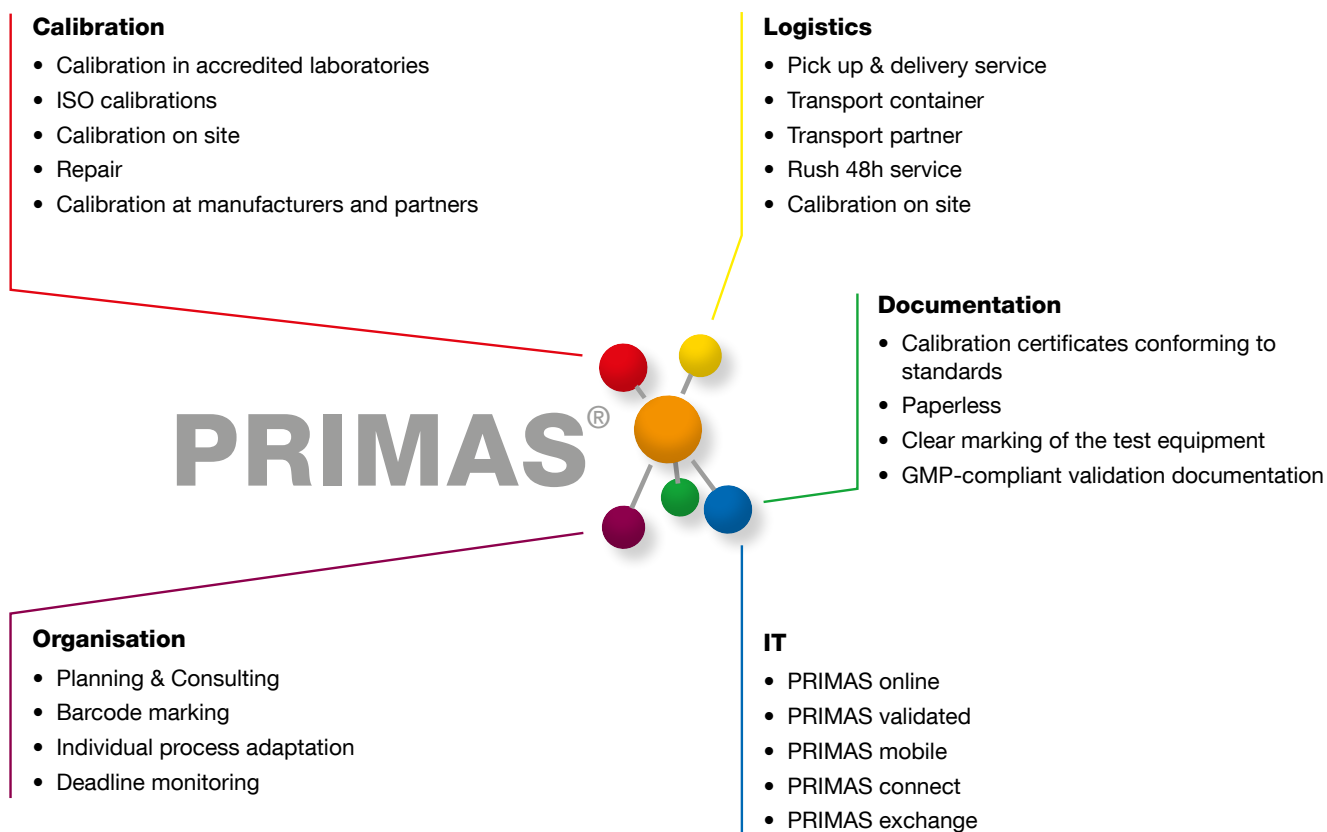 Calibration
• Calibration in accredited laboratories
• ISO calibrations
• Calibration on site
• Repair
• Calibration at manufacturers and partners
Logistics
• Pick up & delivery service
• Transport container
• Transport partner
• Rush 48h service
• Calibration on site
Documentation
• Calibration certificates conforming to
standards
• Paperless
• Clear marking of the test equipment
• GMP-compliant validation documentation
PRIMAS®
Organisation
• Planning & Consulting
• Barcode marking
• Individual process adaptation
• Deadline monitoring
IT
• PRIMAS online
• PRIMAS validated
• PRIMAS mobile
• PRIMAS connect
• PRIMAS exchange